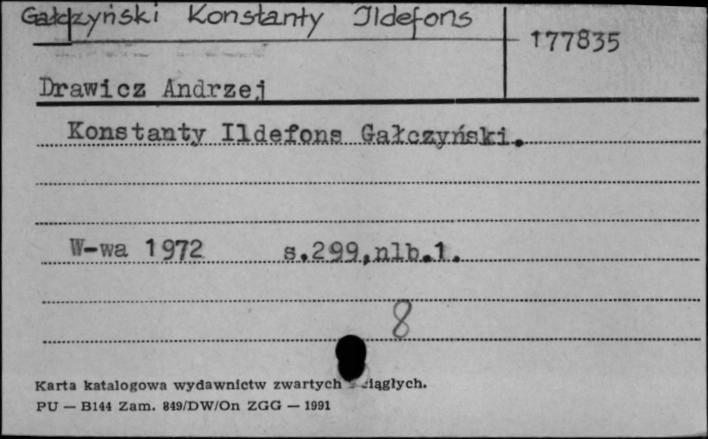 Gałczyński Konstanty Ildefons
177835
Drawicz Andrzej
Konstanty Ildefons Gałczyński.
W-wa 1972 s.299,nlb.1.
8
Karta katalogowa wydawnictw zwartych ciągłych.
PU — B144 Zam. 849/DW/On ZGG — 1991